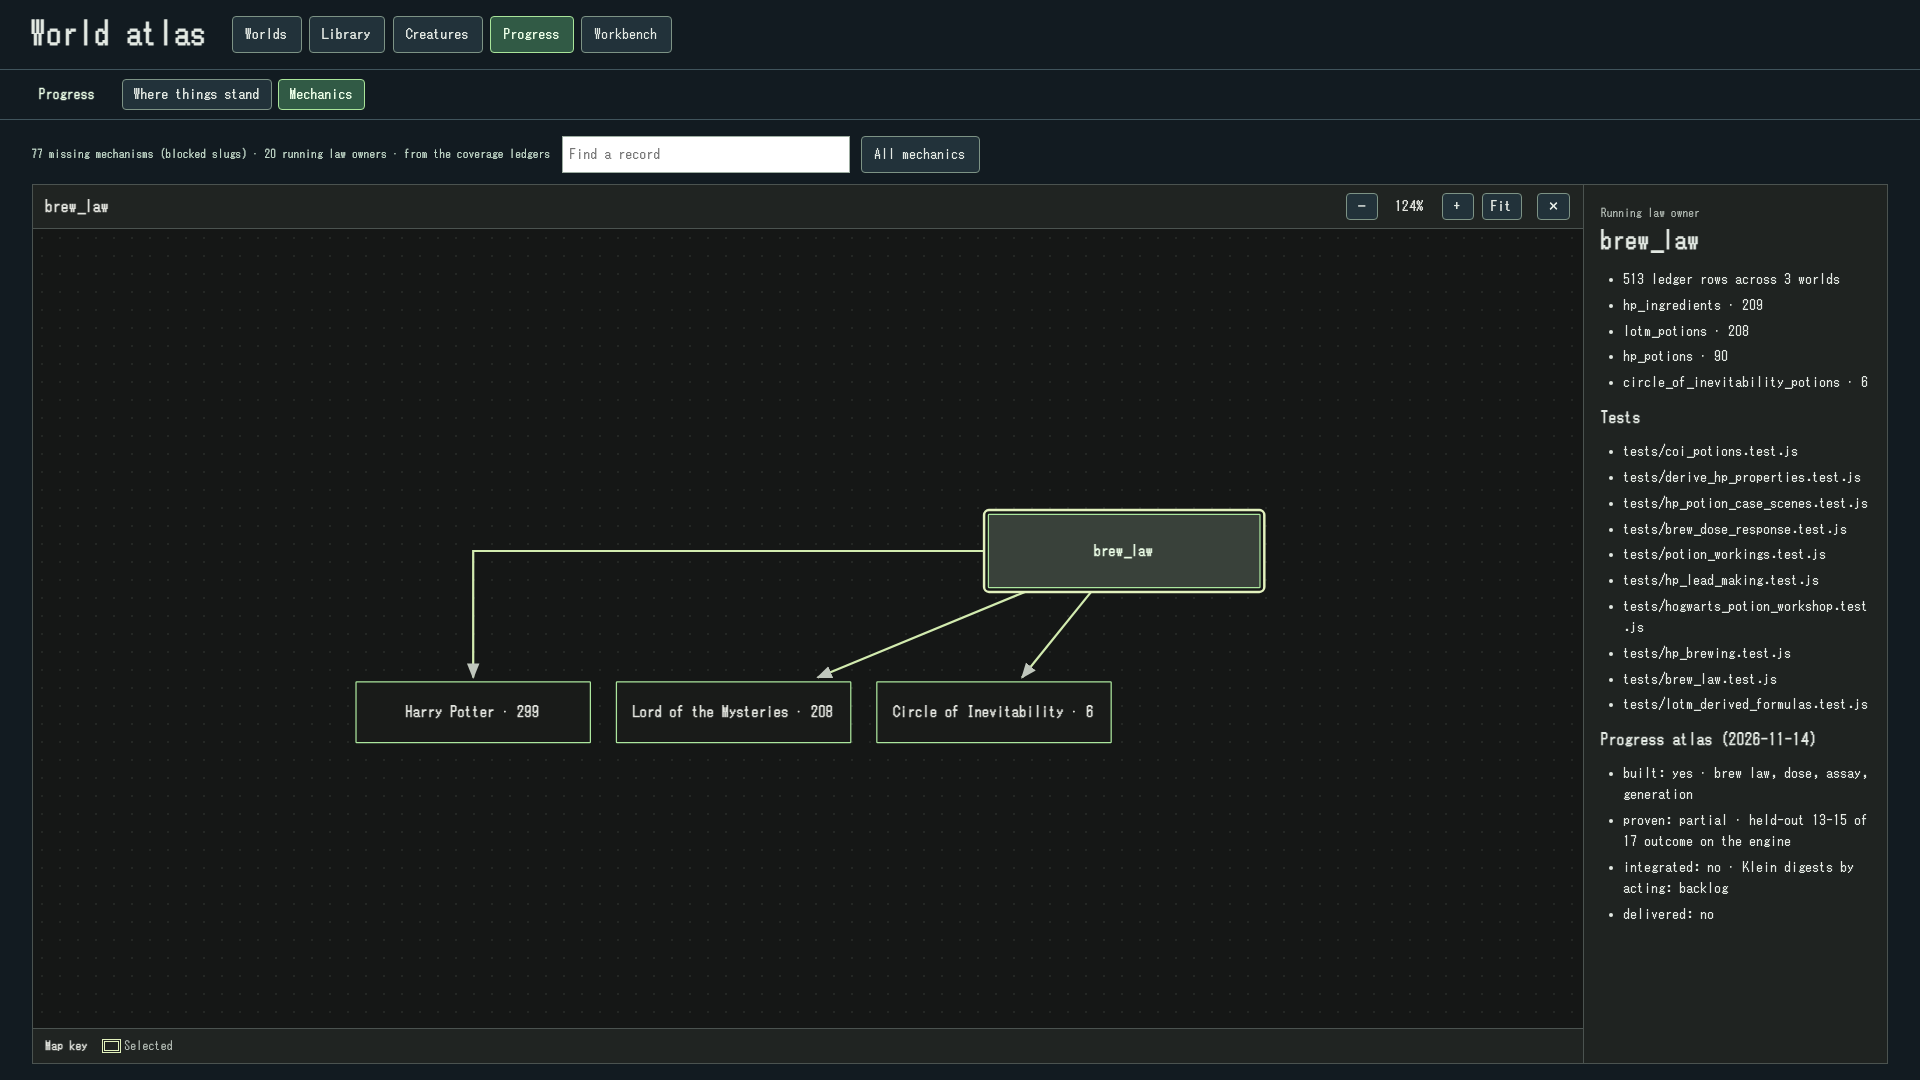 World atlas
Worlds
Library
Creatures
Progress
Workbench
Progress
Where things stand
Mechanics
77 missing mechanisms (blocked slugs) · 20 running law owners · from the coverage ledgers
Find a record
All mechanics
brew_law
−
124%
+
Fit
×
brew_law
Harry Potter · 299
Lord of the Mysteries · 208
Circle of Inevitability · 6
Map key
Selected
Running law owner
brew_law
• 513 ledger rows across 3 worlds
• hp_ingredients · 209
• lotm_potions · 208
• hp_potions · 90
• circle_of_inevitability_potions · 6
Tests
• tests/coi_potions.test.js
• tests/derive_hp_properties.test.js
• tests/hp_potion_case_scenes.test.js
• tests/brew_dose_response.test.js
• tests/potion_workings.test.js
• tests/hp_lead_making.test.js
• tests/hogwarts_potion_workshop.test
.js
• tests/hp_brewing.test.js
• tests/brew_law.test.js
• tests/lotm_derived_formulas.test.js
Progress atlas (2026-11-14)
• built: yes · brew law, dose, assay,
generation
• proven: partial · held-out 13-15 of
17 outcome on the engine
• integrated: no · Klein digests by
acting: backlog
• delivered: no